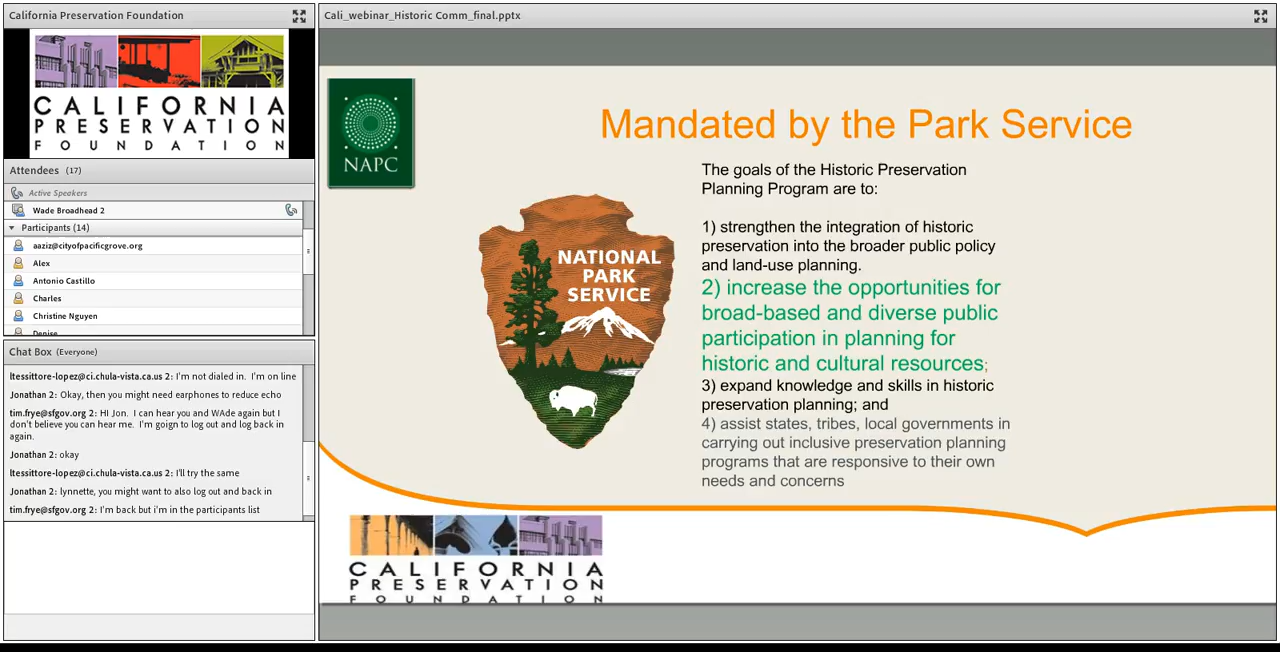 California Preservation Foundation
CALIFORNIA
PRESERVATION
FOUNDATION
Attendees (17)
Active Speakers
Wade Broadhead 2
Participants (14)
aaziz@cityofpacificgrove.org
Alex
Antonio Castillo
Charles
Christine Nguyen
Denise
Chat Box (Everyone)
ltessittore-lopez@ci.chula-vista.ca.us 2: I'm not dialed in. I'm on line
Jonathan 2: Okay, then you might need earphones to reduce echo
tim.frye@sfgov.org 2: HI Jon. I can hear you and WAde again but I
don't believe you can hear me. I'm goign to log out and log back in
again.
Jonathan 2: okay
ltessittore-lopez@ci.chula-vista.ca.us 2: I'll try the same
Jonathan 2: lynnette, you might want to also log out and back in
tim.frye@sfgov.org 2: I'm back but i'm in the participants list
Cali_webinar_Historic Comm_final.pptx
NAPC
Mandated by the Park Service
NATIONAL
PARK
SERVICE
The goals of the Historic Preservation
Planning Program are to:
1) strengthen the integration of historic
preservation into the broader public policy
and land-use planning.
2) increase the opportunities for
broad-based and diverse public
participation in planning for
historic and cultural resources;
3) expand knowledge and skills in historic
preservation planning; and
4) assist states, tribes, local governments in
carrying out inclusive preservation planning
programs that are responsive to their own
needs and concerns
CALIFORNIA
PRESERVATION
FOUNDATION